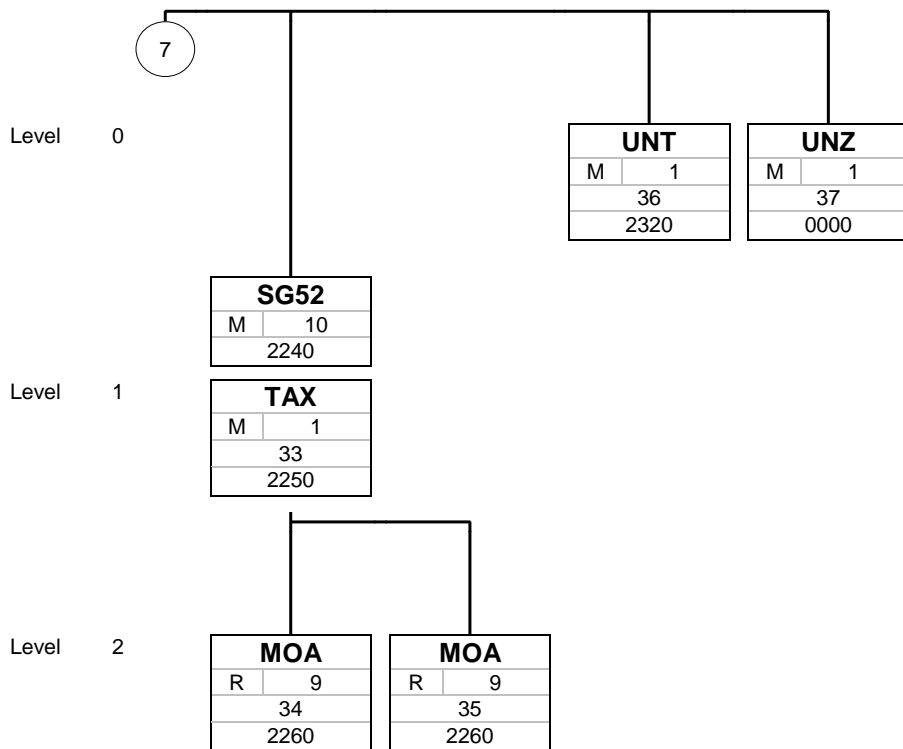 7
Level 0
UNT UNZ
M 1 M 1
36 37
2320 0000
SG52
M 10
2240
Level 1
TAX
M 1
33
2250
Level 2
MOA MOA
R 9 R 9
34 35
2260 2260